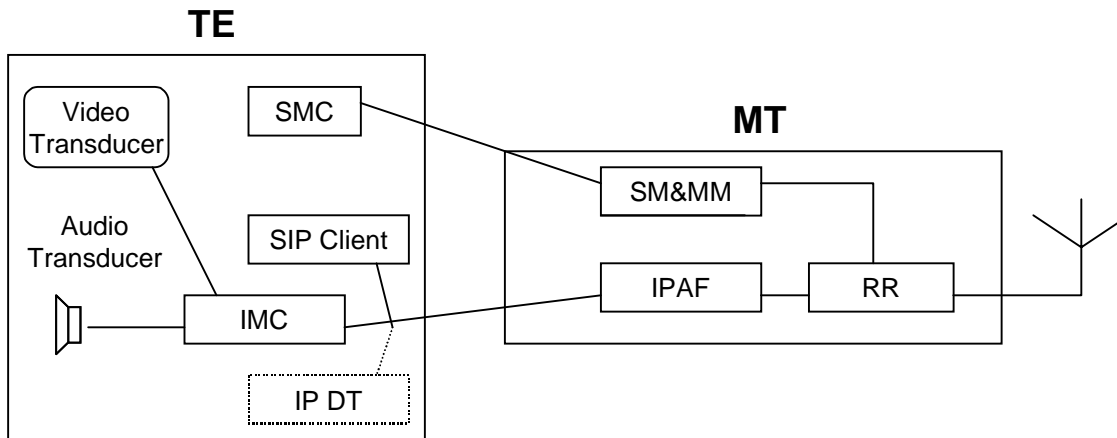 TE
Video
Transducer
SMC
MT
SM&MM
Audio
Transducer
SIP Client
IPAF
RR
IMC
IP DT